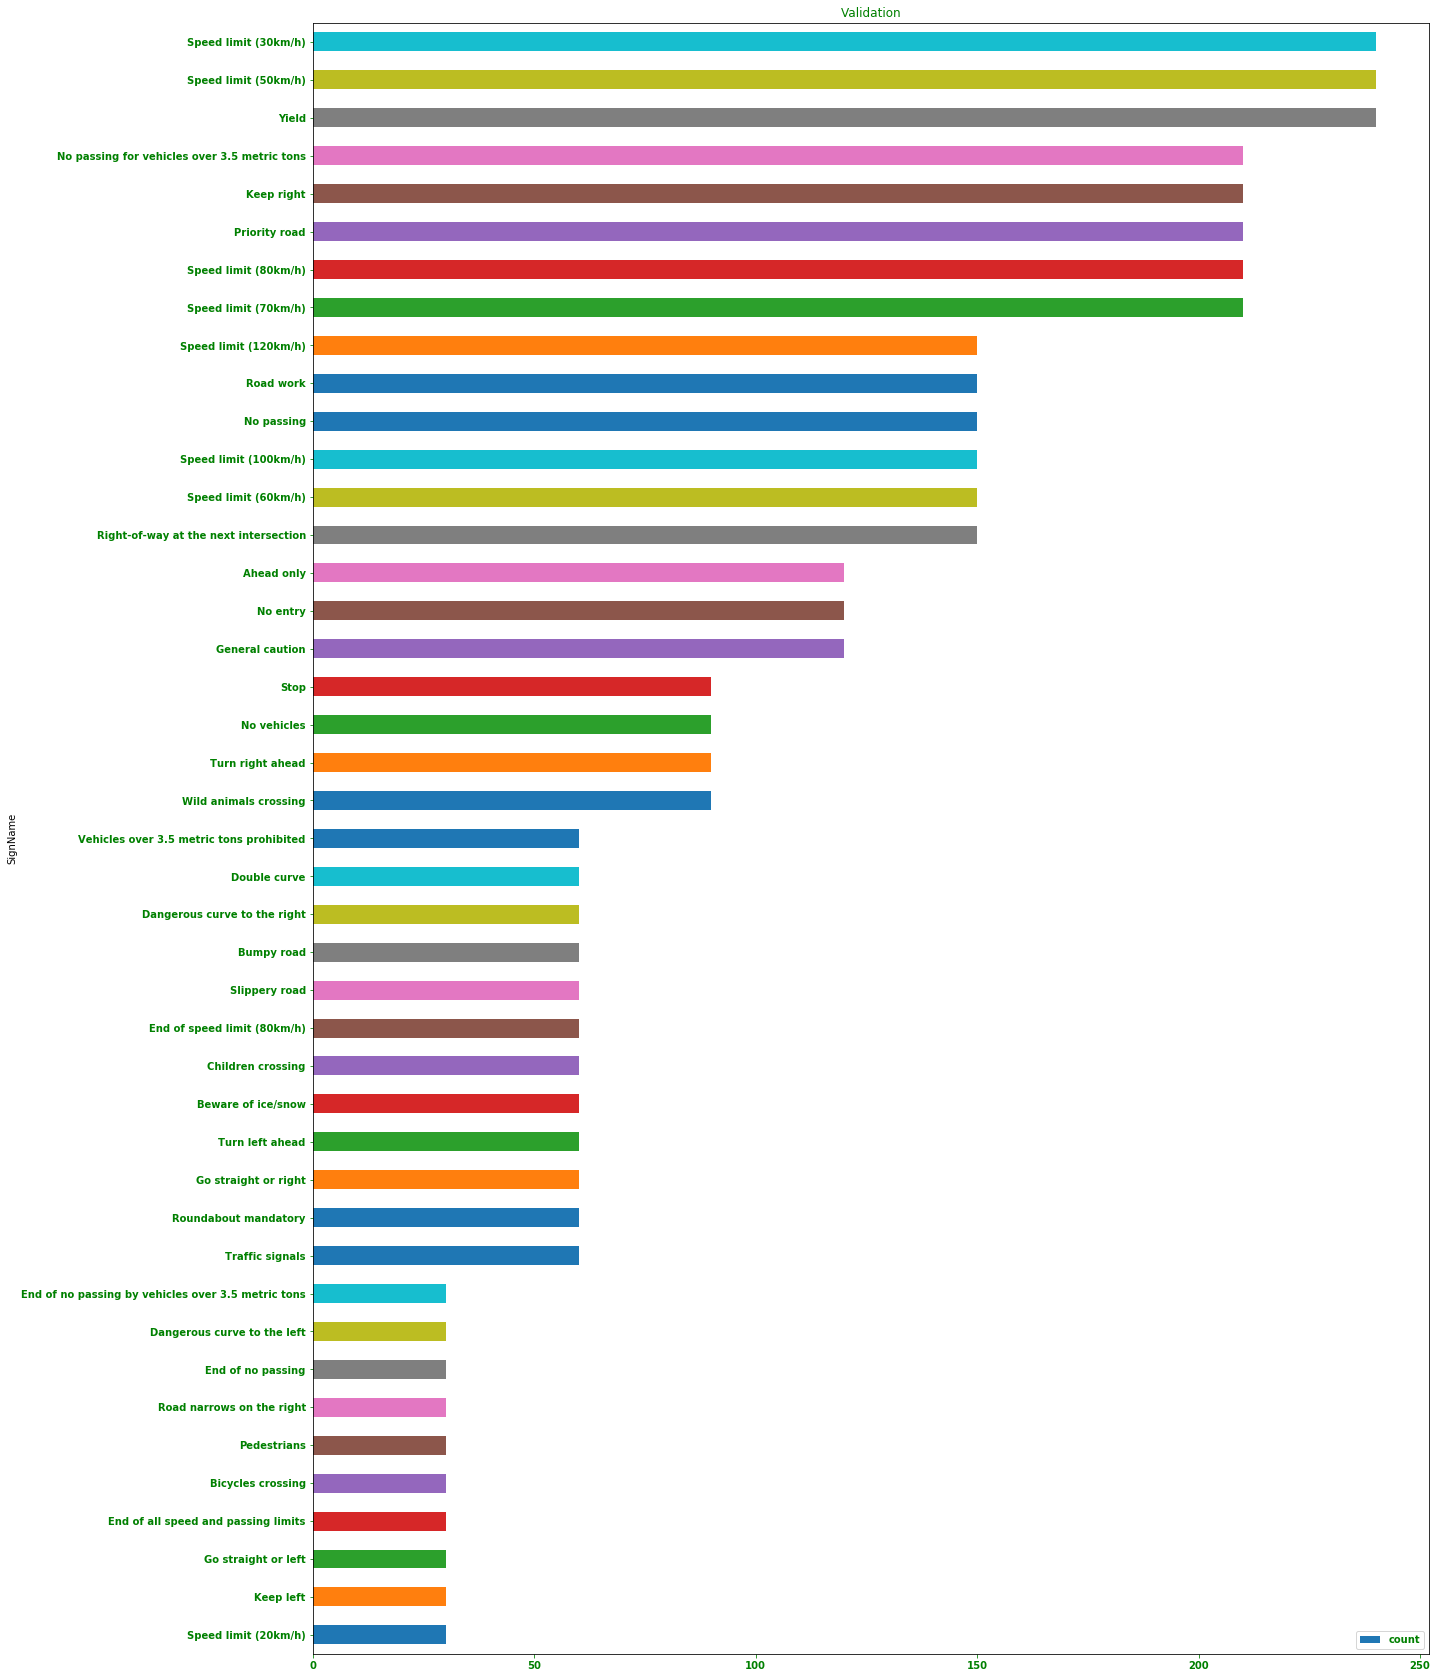 Validation
Speed limit (30km/h)
Speed limit (50km/h)
Yield
No passing for vehicles over 3.5 metric tons
Keep right
Priority road
Speed limit (80km/h)
Speed limit (70km/h)
Speed limit (120km/h)
Road work
No passing
Speed limit (100km/h)
Speed limit (60km/h)
Right-of-way at the next intersection
Ahead only
No entry
General caution
Stop
No vehicles
Turn right ahead
Wild animals crossing
SignName
Vehicles over 3.5 metric tons prohibited
Double curve
Dangerous curve to the right
Bumpy road
Slippery road
End of speed limit (80km/h)
Children crossing
Beware of ice/snow
Turn left ahead
Go straight or right
Roundabout mandatory
Traffic signals
End of no passing by vehicles over 3.5 metric tons
Dangerous curve to the left
End of no passing
Road narrows on the right
Pedestrians
Bicycles crossing
End of all speed and passing limits
Go straight or left
Keep left
Speed limit (20km/h)
count
0 50 100 150 200 250